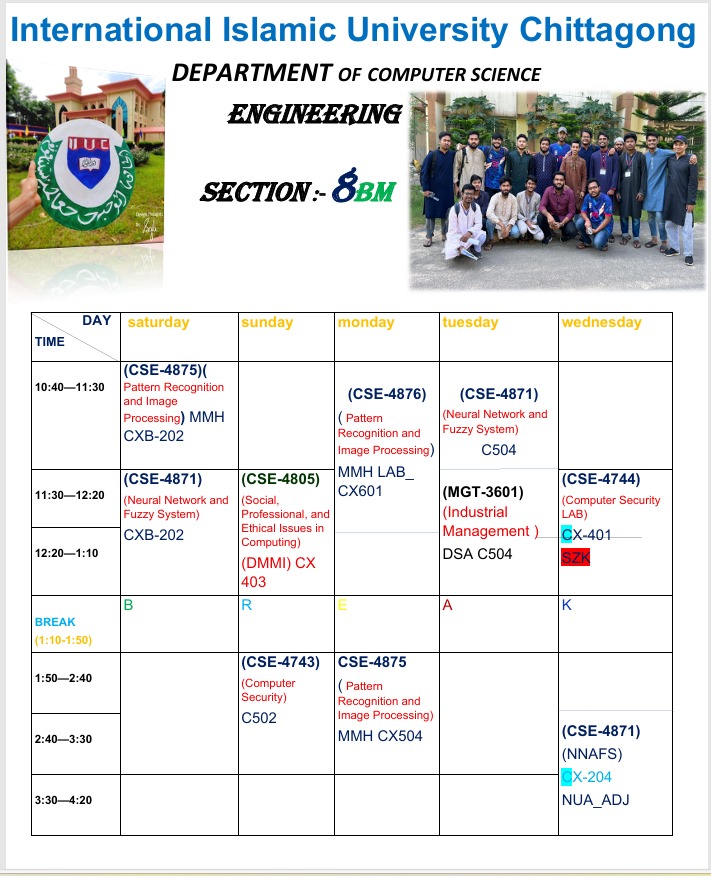 International Islamic University Chittagong
DEPARTMENT OF COMPUTER SCIENCE
ENGINEERING
SECTION :- 8BM
IIUC
DAY
TIME
saturday
sunday
monday
tuesday
wednesday
10:40—11:30
(CSE-4875)(
Pattern Recognition
and Image
Processing) MMH
CXB-202
(CSE-4876)
( Pattern
Recognition and
Image Processing)
MMH LAB_
CX601
(CSE-4871)
(Neural Network and
Fuzzy System)
C504
11:30—12:20
12:20—1:10
(CSE-4871)
(Neural Network and
Fuzzy System)
CXB-202
(CSE-4805)
(Social,
Professional, and
Ethical Issues in
Computing)
(DMMI) CX
403
(MGT-3601)
(Industrial
Management )
DSA C504
(CSE-4744)
(Computer Security
LAB)
CX-401
SZK
BREAK
(1:10-1:50)
B
R
E
A
K
1:50—2:40
(CSE-4743)
(Computer
Security)
C502
(CSE-4875
( Pattern
Recognition and
Image Processing)
MMH CX504
2:40—3:30
(CSE-4871)
(NNAFS)
CX-204
NUA_ADJ
3:30—4:20